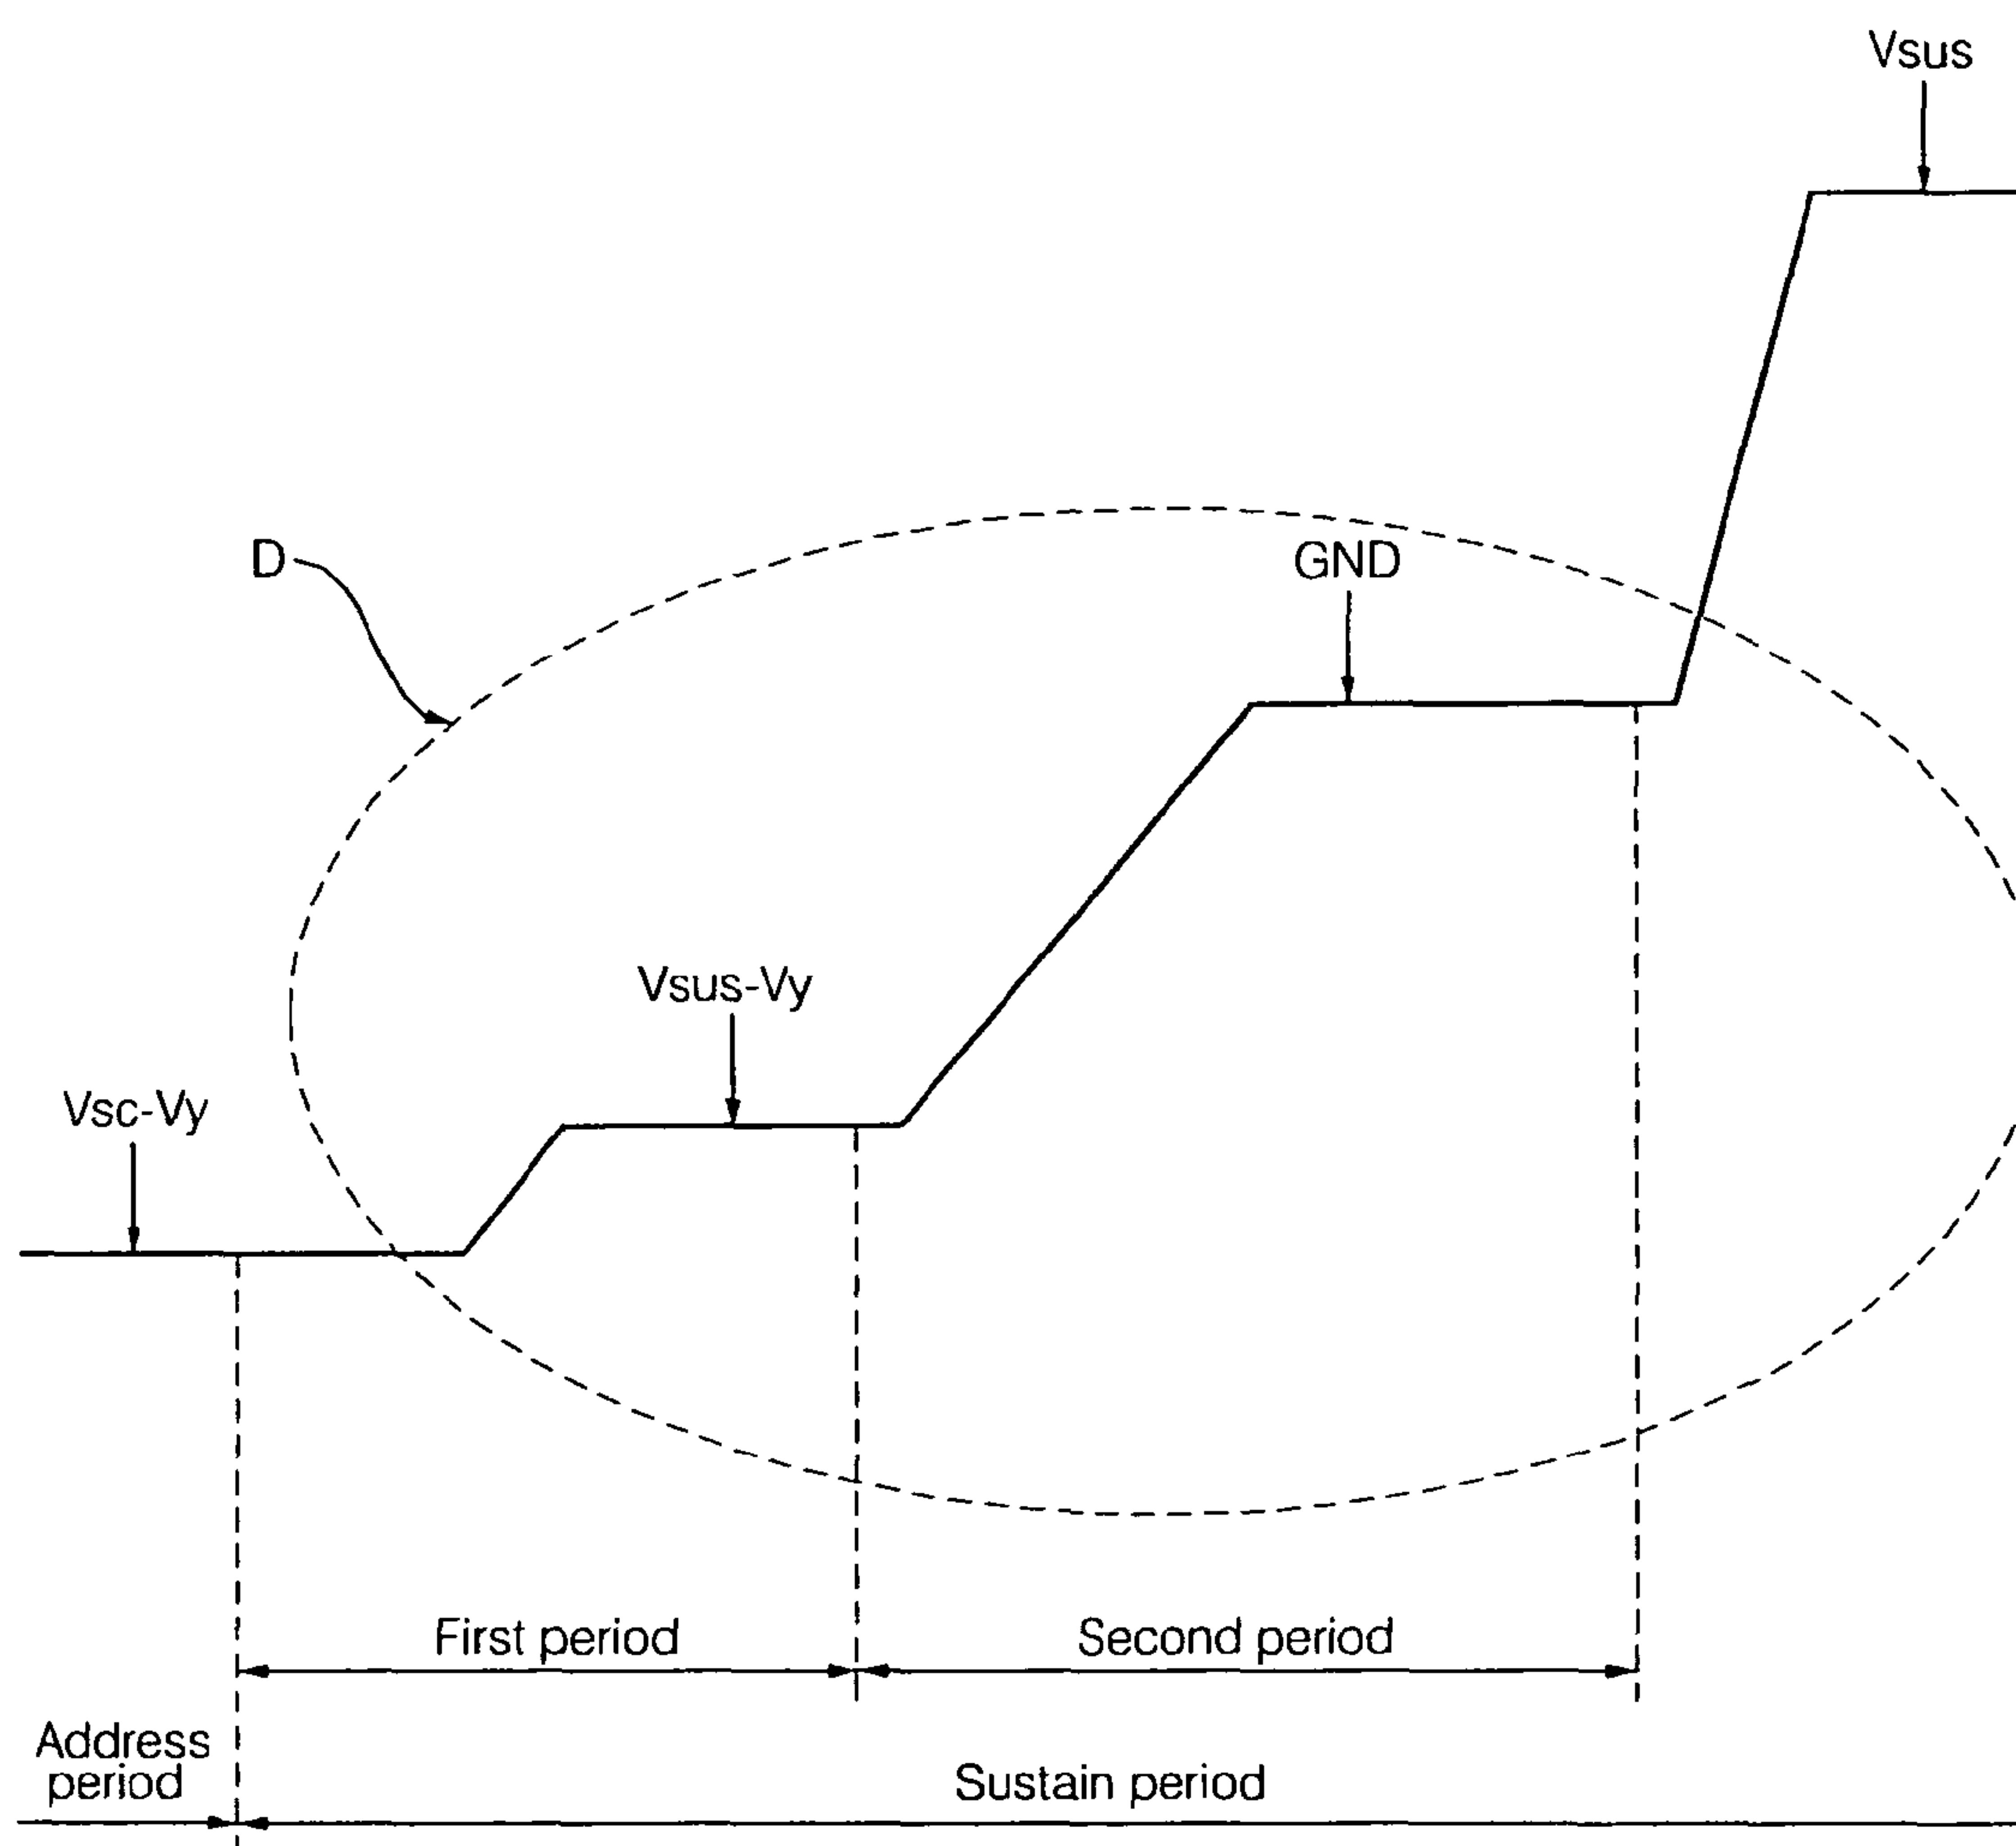 Vsus
D
GND
Vsus-Vy
Vsc-Vy
First period
Second period
Address
period
Sustain period